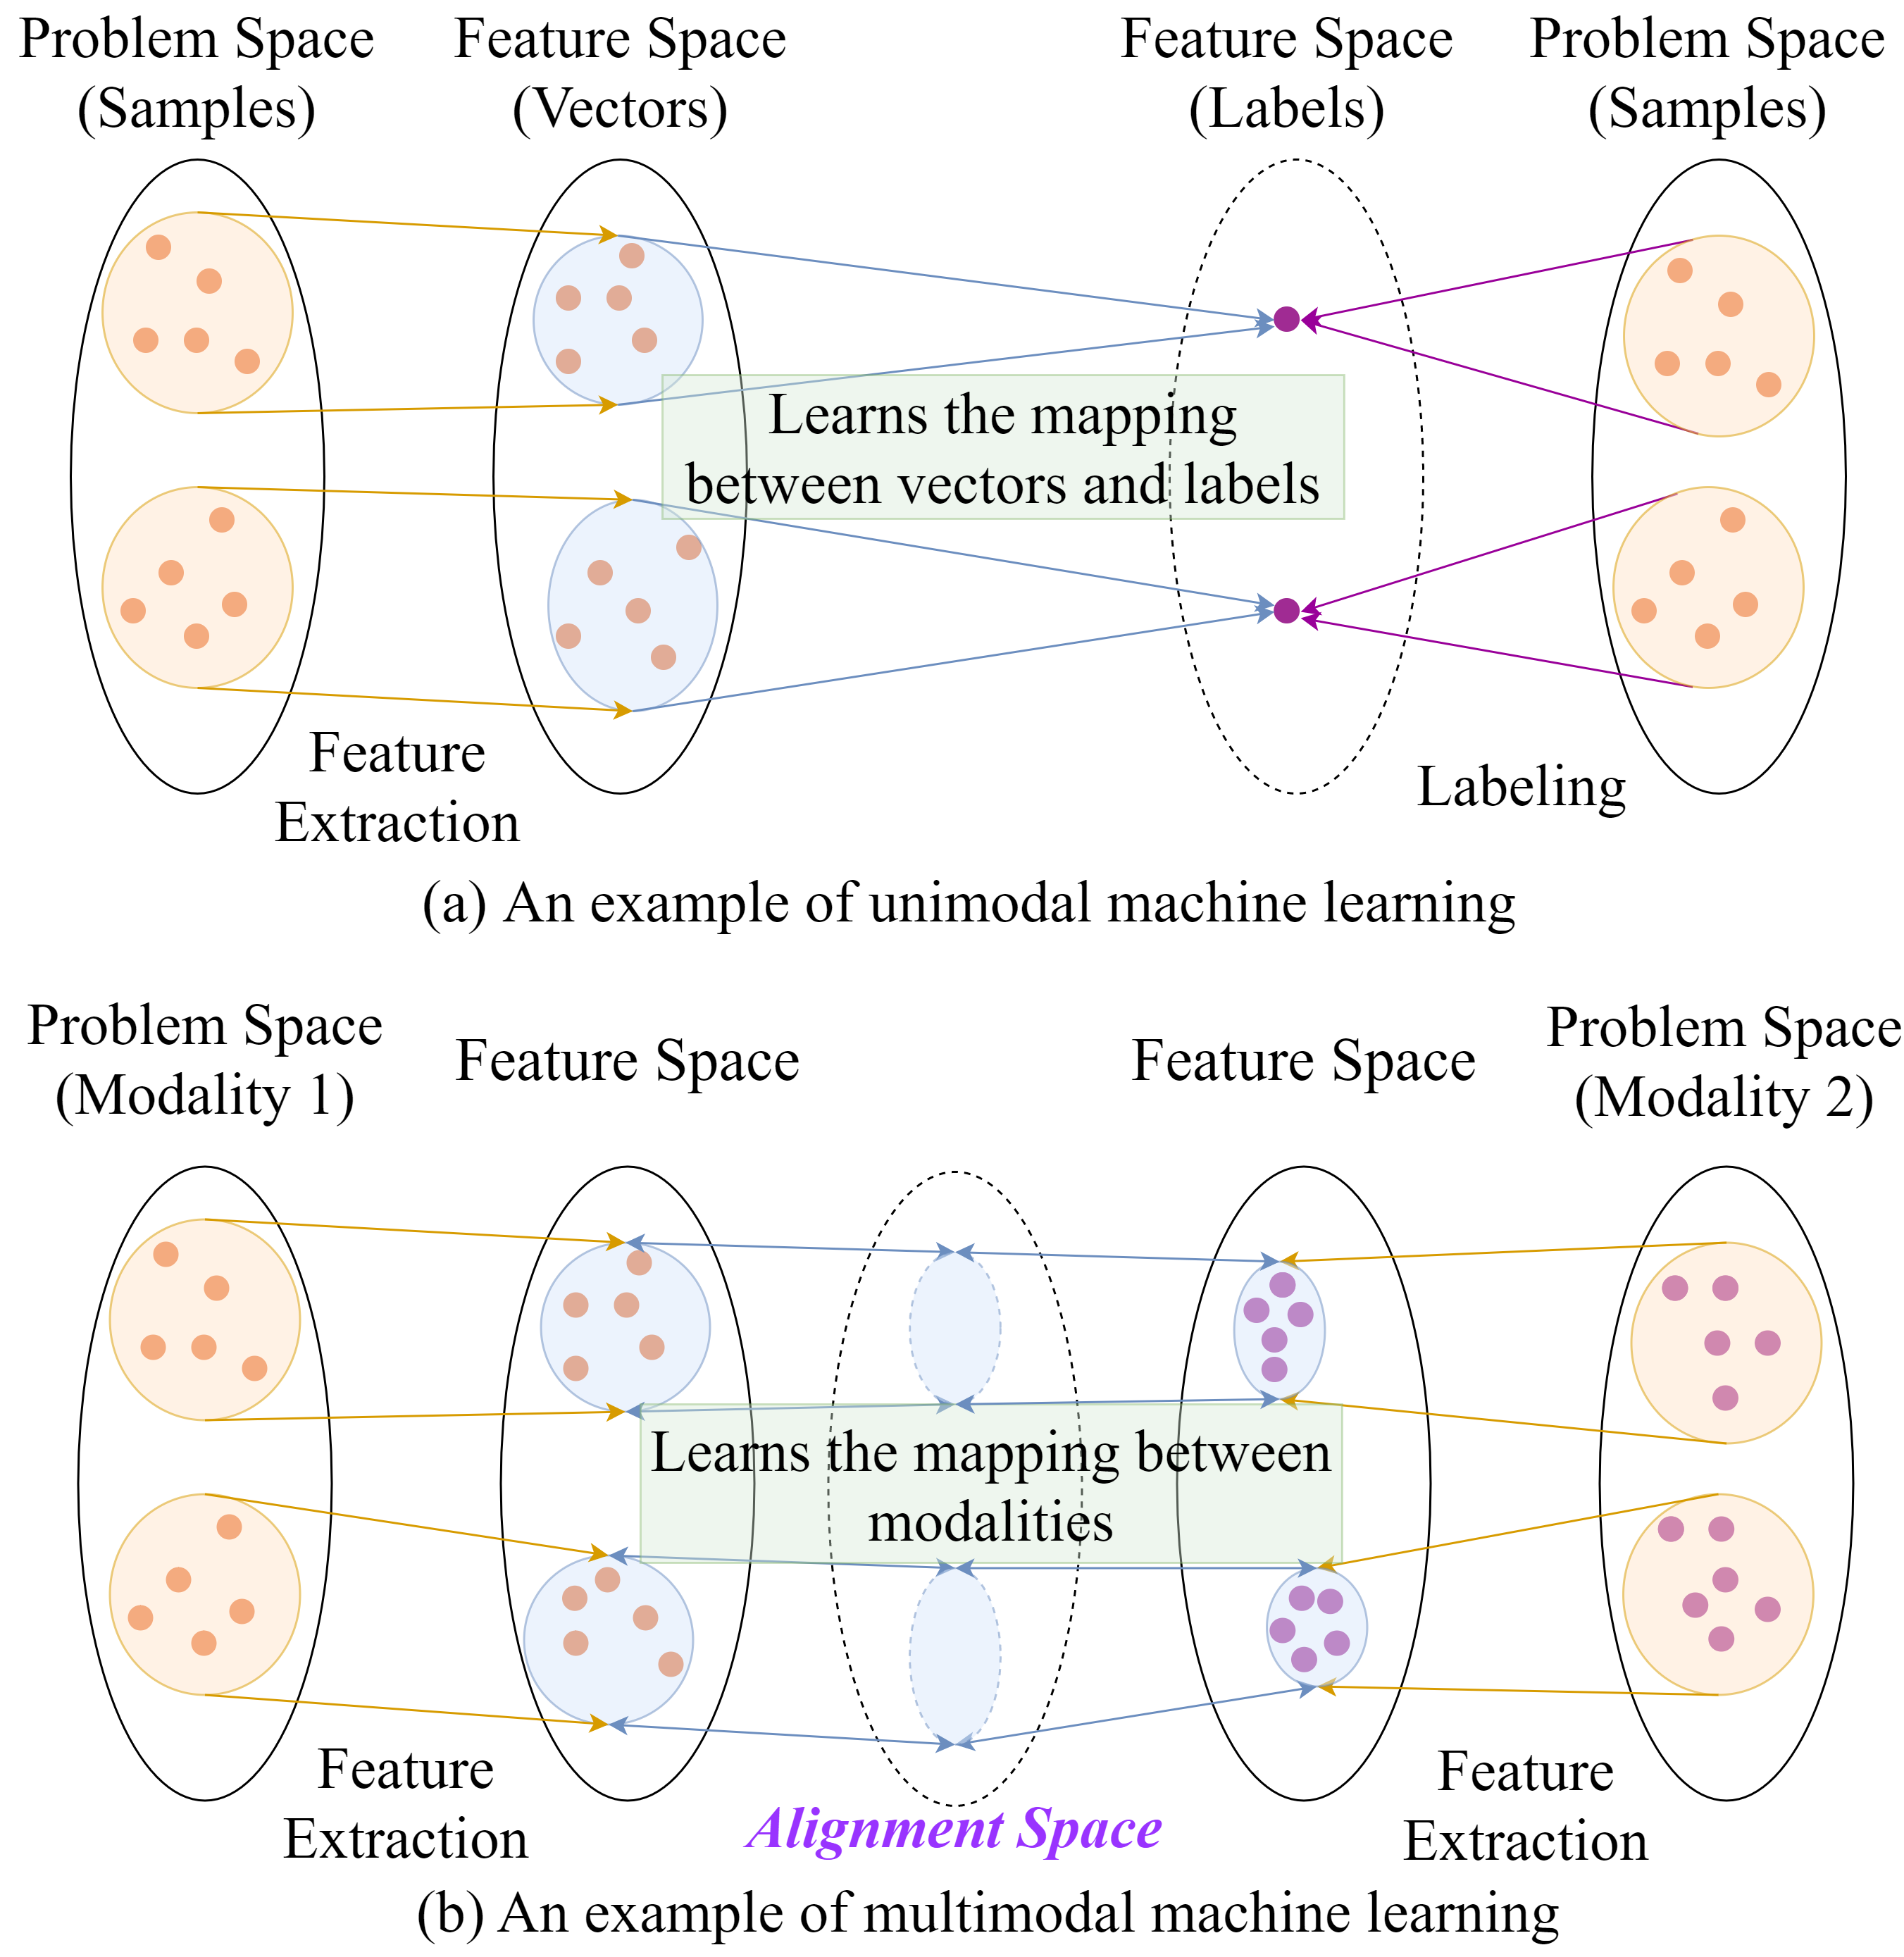 Problem Space
(Samples)
Feature Space
(Vectors)
Feature Space
(Labels)
Problem Space
(Samples)
Learns the mapping
between vectors and labels
Feature
Extraction
Labeling
(a) An example of unimodal machine learning
Problem Space
(Modality 1)
Feature Space
Feature Space
Problem Space
(Modality 2)
Learns the mapping between
modalities
Feature
Extraction
Alignment Space
Feature
Extraction
(b) An example of multimodal machine learning